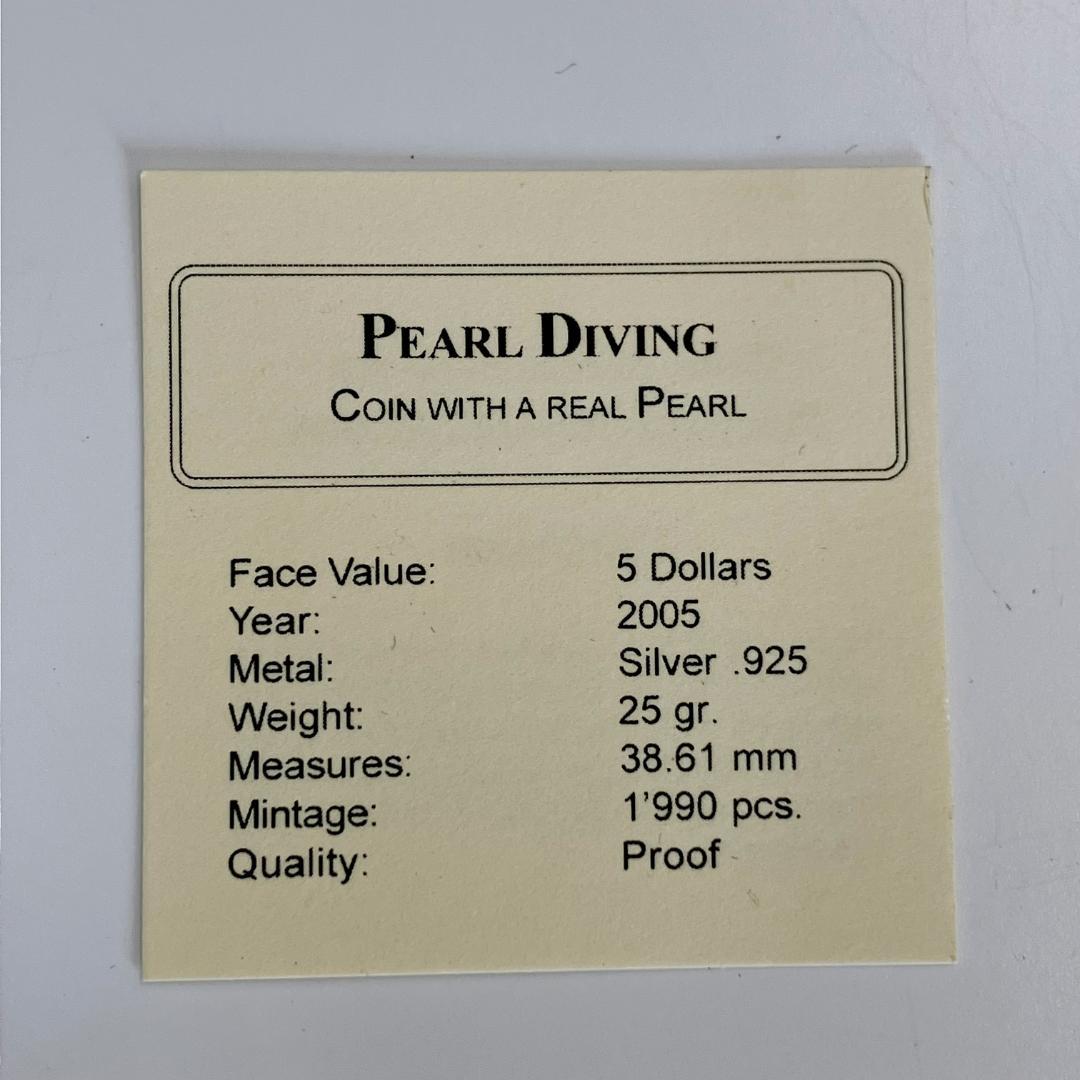 PEARL DIVING
COIN WITH A REAL PEARL
Face Value: 5 Dollars
Year: 2005
Metal: Silver .925
Weight: 25 gr.
Measures: 38.61 mm
Mintage: 1'990 pcs.
Quality: Proof